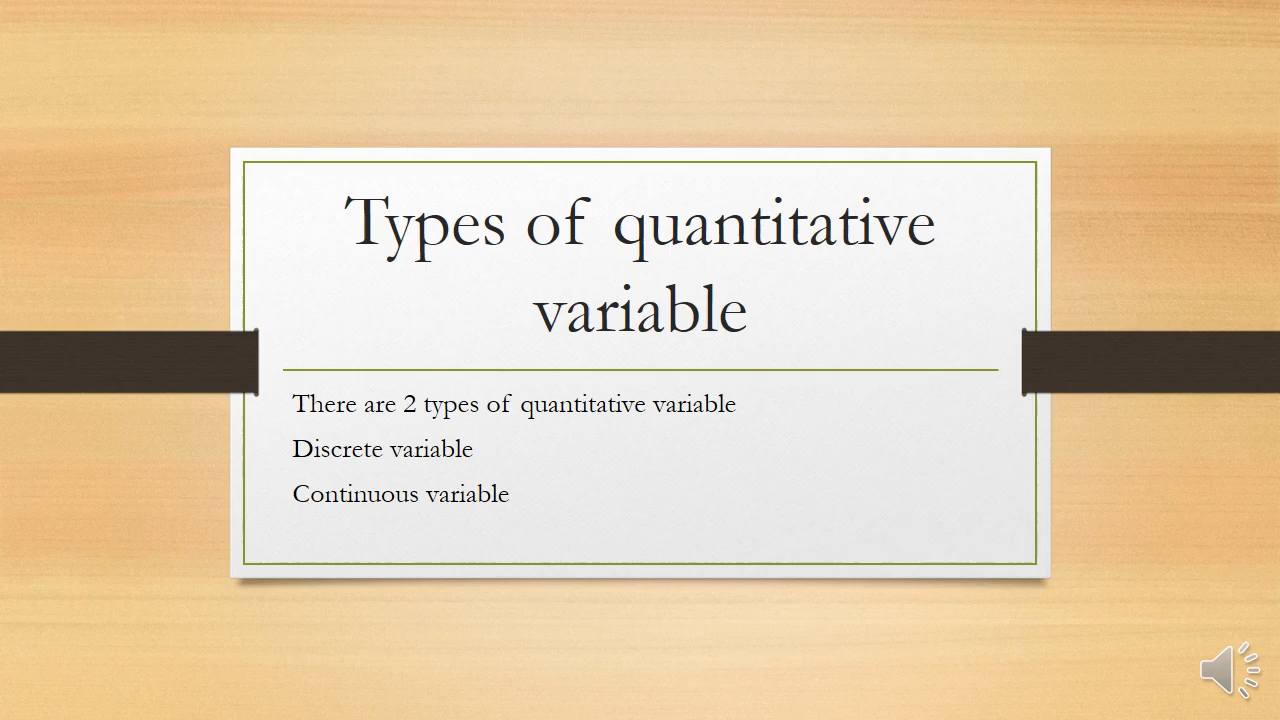 Types of quantitative
variable
There are 2 types of quantitative variable
Discrete variable
Continuous variable